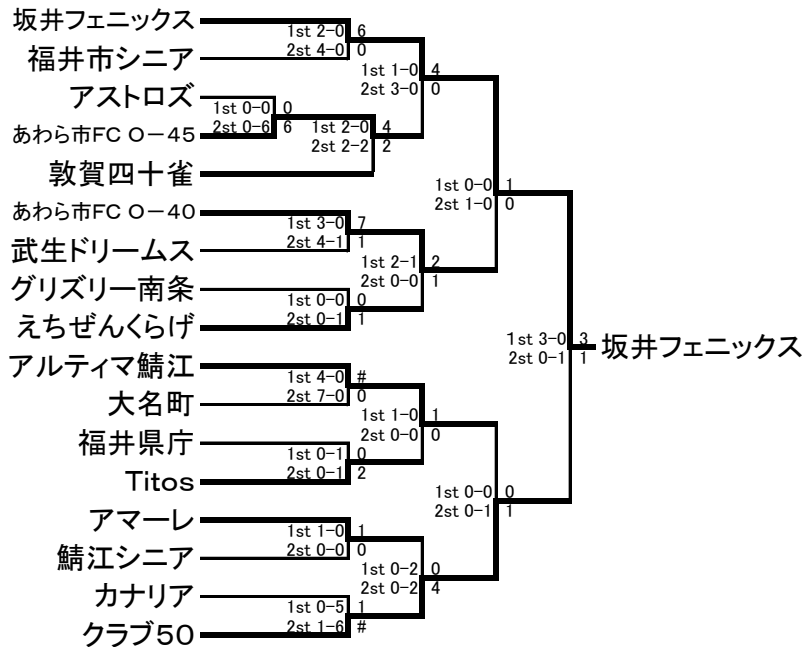 坂井フェニックス
1st 2-0 6
2st 4-0 0
福井市シニア
1st 1-0 4
2st 3-0 0
アストロズ
1st 0-0 0
2st 0-6 6
あわら市FC O-45
1st 2-0 4
2st 2-2 2
敦賀四十雀
1st 0-0 1
2st 1-0 0
あわら市FC O-40
1st 3-0 7
2st 4-1 1
武生ドリームス
1st 2-1 2
2st 0-0 1
グリズリー南条
1st 0-0 0
2st 0-1 1
えちぜんくらげ
1st 3-0 3
2st 0-1 1
坂井フェニックス
アルティマ鯖江
1st 4-0 #
2st 7-0 0
大名町
1st 1-0 1
2st 0-0 0
福井県庁
1st 0-1 0
2st 0-1 2
Titos
1st 0-0 0
2st 0-1 1
アマーレ
1st 1-0 1
2st 0-0 0
鯖江シニア
1st 0-2 0
2st 0-2 4
カナリア
1st 0-5 1
2st 1-6 #
クラブ50